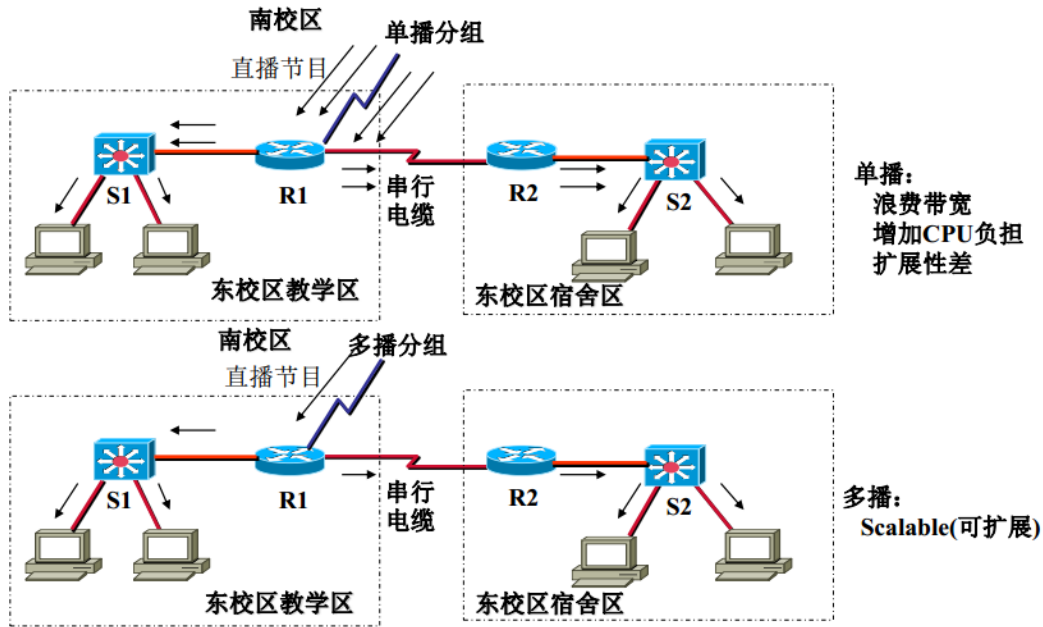 南校区
单播分组
直播节目
S1
R1
串行
电缆
R2
S2
东校区教学区
东校区宿舍区
单播：
浪费带宽
增加CPU负担
扩展性差
南校区
多播分组
直播节目
S1
R1
串行
电缆
R2
S2
东校区教学区
东校区宿舍区
多播：
Scalable(可扩展)